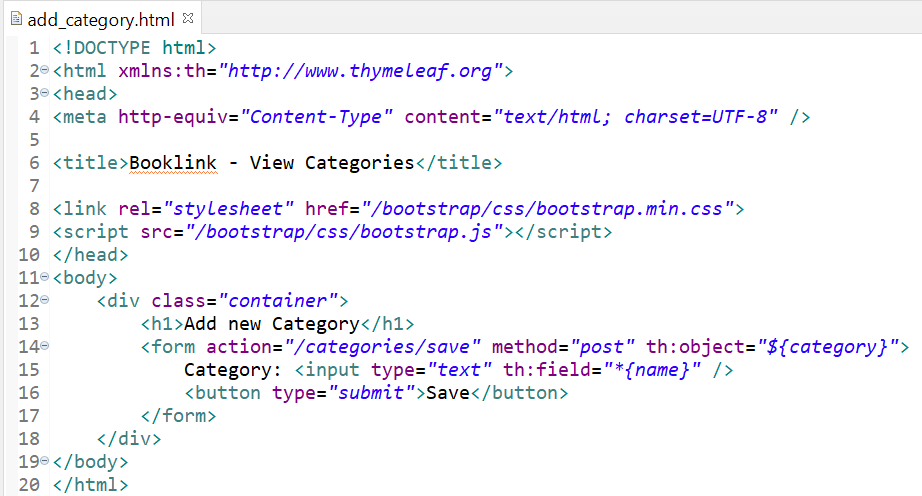 add_category.html
1 <!DOCTYPE html>
2 <html xmlns:th="http://www.thymeleaf.org">
3 <head>
4 <meta http-equiv="Content-Type" content="text/html; charset=UTF-8" />
5
6 <title>Booklink - View Categories</title>
7
8 <link rel="stylesheet" href="/bootstrap/css/bootstrap.min.css">
9 <script src="/bootstrap/css/bootstrap.js"></script>
10 </head>
11 <body>
12     <div class="container">
13         <h1>Add new Category</h1>
14         <form action="/categories/save" method="post" th:object="${category}">
15             Category: <input type="text" th:field="*{name}" />
16             <button type="submit">Save</button>
17         </form>
18     </div>
19 </body>
20 </html>